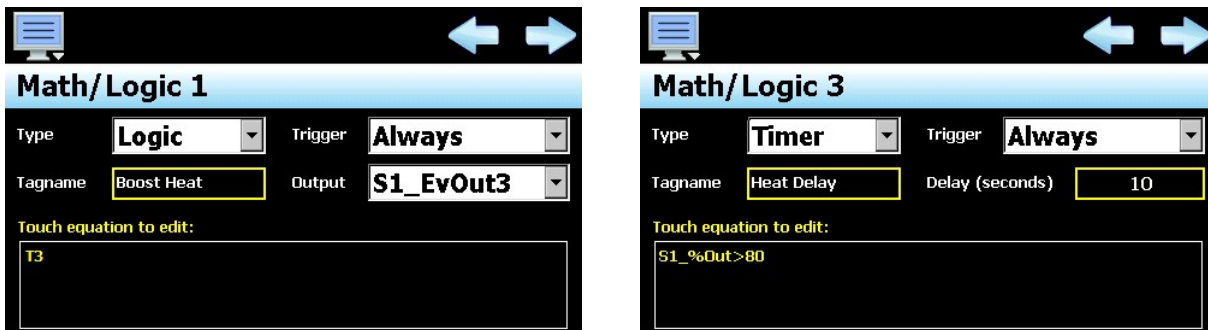 Math/Logic 1
Type Logic Trigger Always
Tagname Boost Heat Output S1_EvOut3
Touch equation to edit:
T3
Math/Logic 3
Type Timer Trigger Always
Tagname Heat Delay Delay (seconds) 10
Touch equation to edit:
S1_%Out>80